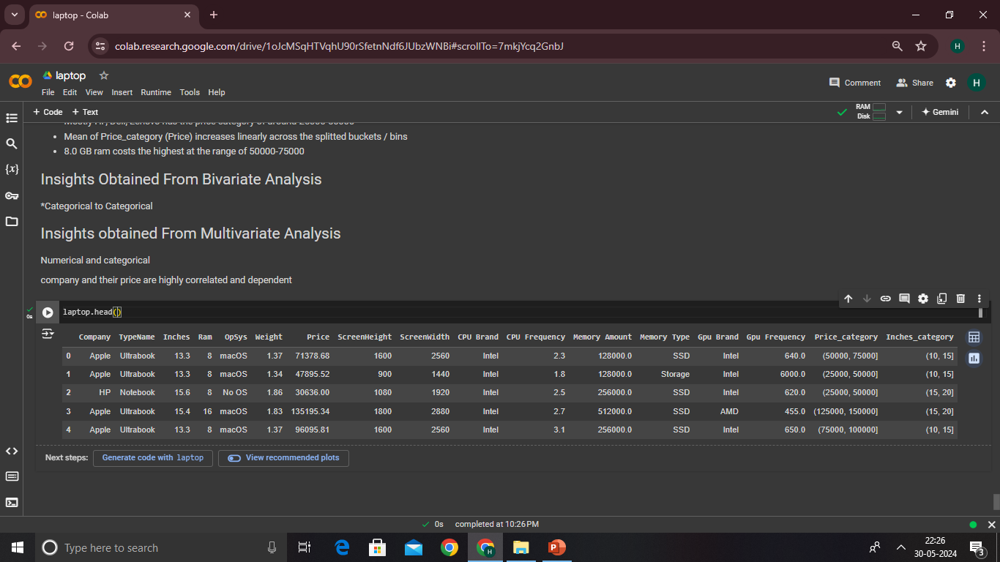 laptop - Colab
colab.research.google.com/drive/1oJcMSqHTVqhU90rSfetnNdf6JUbzWNBi#scrollTo=7mkjYcq2GnbJ
H
laptop
File Edit View Insert Runtime Tools Help
Comment Share H
+ Code + Text
RAM
Disk
Gemini
• Mean of Price_category (Price) increases linearly across the splitted buckets / bins
• 8.0 GB ram costs the highest at the range of 50000-75000
Insights Obtained From Bivariate Analysis
*Categorical to Categorical
Insights obtained From Multivariate Analysis
Numerical and categorical
company and their price are highly correlated and dependent
0s
laptop.head()
Company TypeName Inches Ram OpSys Weight Price ScreenHeight ScreenWidth CPU Brand CPU Frequency Memory Amount Memory Type Gpu Brand Gpu Frequency Price_category Inches_category
0 Apple Ultrabook 13.3 8 macOS 1.37 71378.68 1600 2560 Intel 2.3 128000.0 SSD Intel 640.0 (50000, 75000] (10, 15]
1 Apple Ultrabook 13.3 8 macOS 1.34 47895.52 900 1440 Intel 1.8 128000.0 Storage Intel 6000.0 (25000, 50000] (10, 15]
2 HP Notebook 15.6 8 No OS 1.86 30636.00 1080 1920 Intel 2.5 256000.0 SSD Intel 620.0 (25000, 50000] (15, 20]
3 Apple Ultrabook 15.4 16 macOS 1.83 135195.34 1800 2880 Intel 2.7 512000.0 SSD AMD 455.0 (125000, 150000] (15, 20]
4 Apple Ultrabook 13.3 8 macOS 1.37 96095.81 1600 2560 Intel 3.1 256000.0 SSD Intel 650.0 (75000, 100000] (10, 15]
Next steps: Generate code with laptop View recommended plots
0s completed at 10:26 PM
Type here to search
22:26
30-05-2024
3